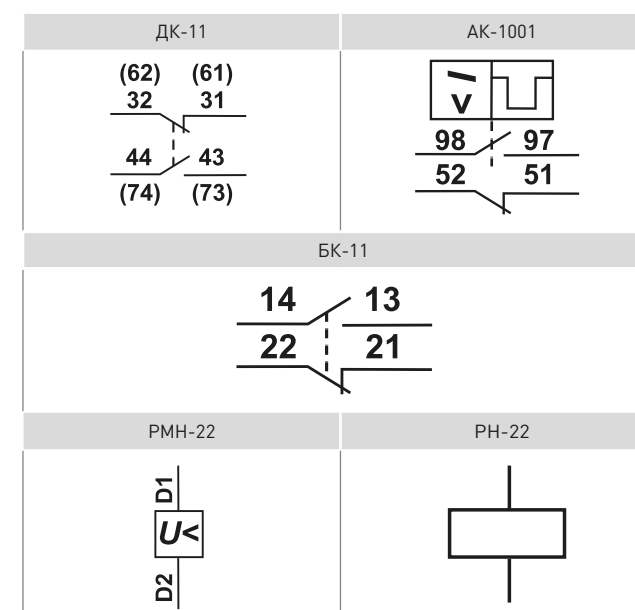 ДК-11 АК-1001
(62) (61)
32 31
44 43
(74) (73)
I >
98 97
52 51
БК-11
14 13
22 21
РМН-22 РН-22
D1
U<
D2